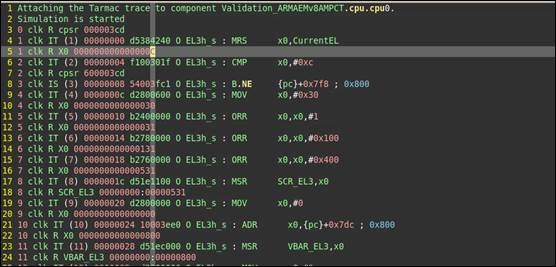 1 Attaching the Tarmac trace to component Validation_ARMAEMv8AMPCT.cpu.cpu0.
2 Simulation is started
3 0 clk R cpsr 000003cd
4 1 clk IT (1) 00000000 d5384240 O EL3h_s : MRS x0,CurrentEL
5 1 clk R X0 000000000000000C
6 2 clk IT (2) 00000004 f100301f O EL3h_s : CMP x0,#0xc
7 2 clk R cpsr 600003cd
8 3 clk IS (3) 00000008 54003fc1 O EL3h_s : B.NE {pc}+0x7f8 ; 0x800
9 4 clk IT (4) 0000000c d2800600 O EL3h_s : MOV x0,#0x30
10 4 clk R X0 0000000000000030
11 5 clk IT (5) 00000010 b2400000 O EL3h_s : ORR x0,x0,#1
12 5 clk R X0 0000000000000031
13 6 clk IT (6) 00000014 b2780000 O EL3h_s : ORR x0,x0,#0x100
14 6 clk R X0 0000000000000131
15 7 clk IT (7) 00000018 b2760000 O EL3h_s : ORR x0,x0,#0x400
16 7 clk R X0 0000000000000531
17 8 clk IT (8) 0000001c d51e1100 O EL3h_s : MSR SCR_EL3,x0
18 8 clk R SCR_EL3 00000000:00000531
19 9 clk IT (9) 00000020 d2800000 O EL3h_s : MOV x0,#0
20 9 clk R X0 0000000000000000
21 10 clk IT (10) 00000024 10003ee0 O EL3h_s : ADR x0,{pc}+0x7dc ; 0x800
22 10 clk R X0 0000000000000800
23 11 clk IT (11) 00000028 d51ec000 O EL3h_s : MSR VBAR_EL3,x0
24 11 clk R VBAR_EL3 00000000:00000800